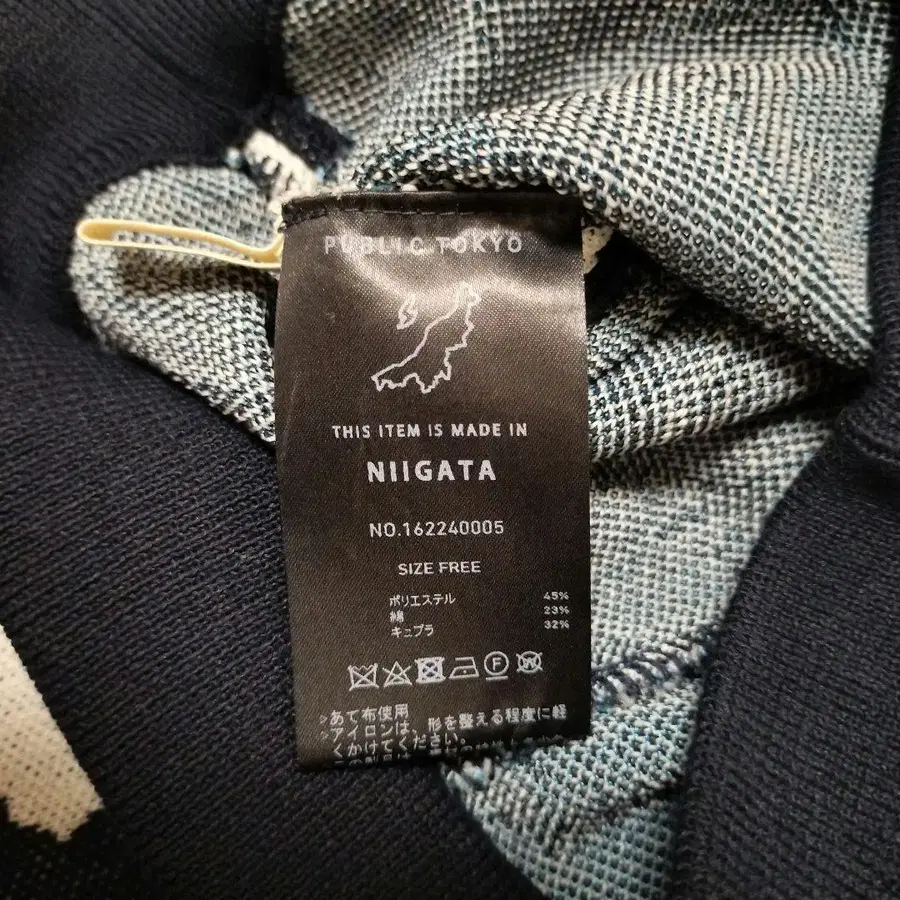 PUBLIC TOKYO
THIS ITEM IS MADE IN
NIIGATA
NO.162240005
SIZE FREE
ポリエステル 45%
綿 23%
キュプラ 32%
F
W
>あて布使用
>アイロンは、形を整える程度に軽
くかけてください。